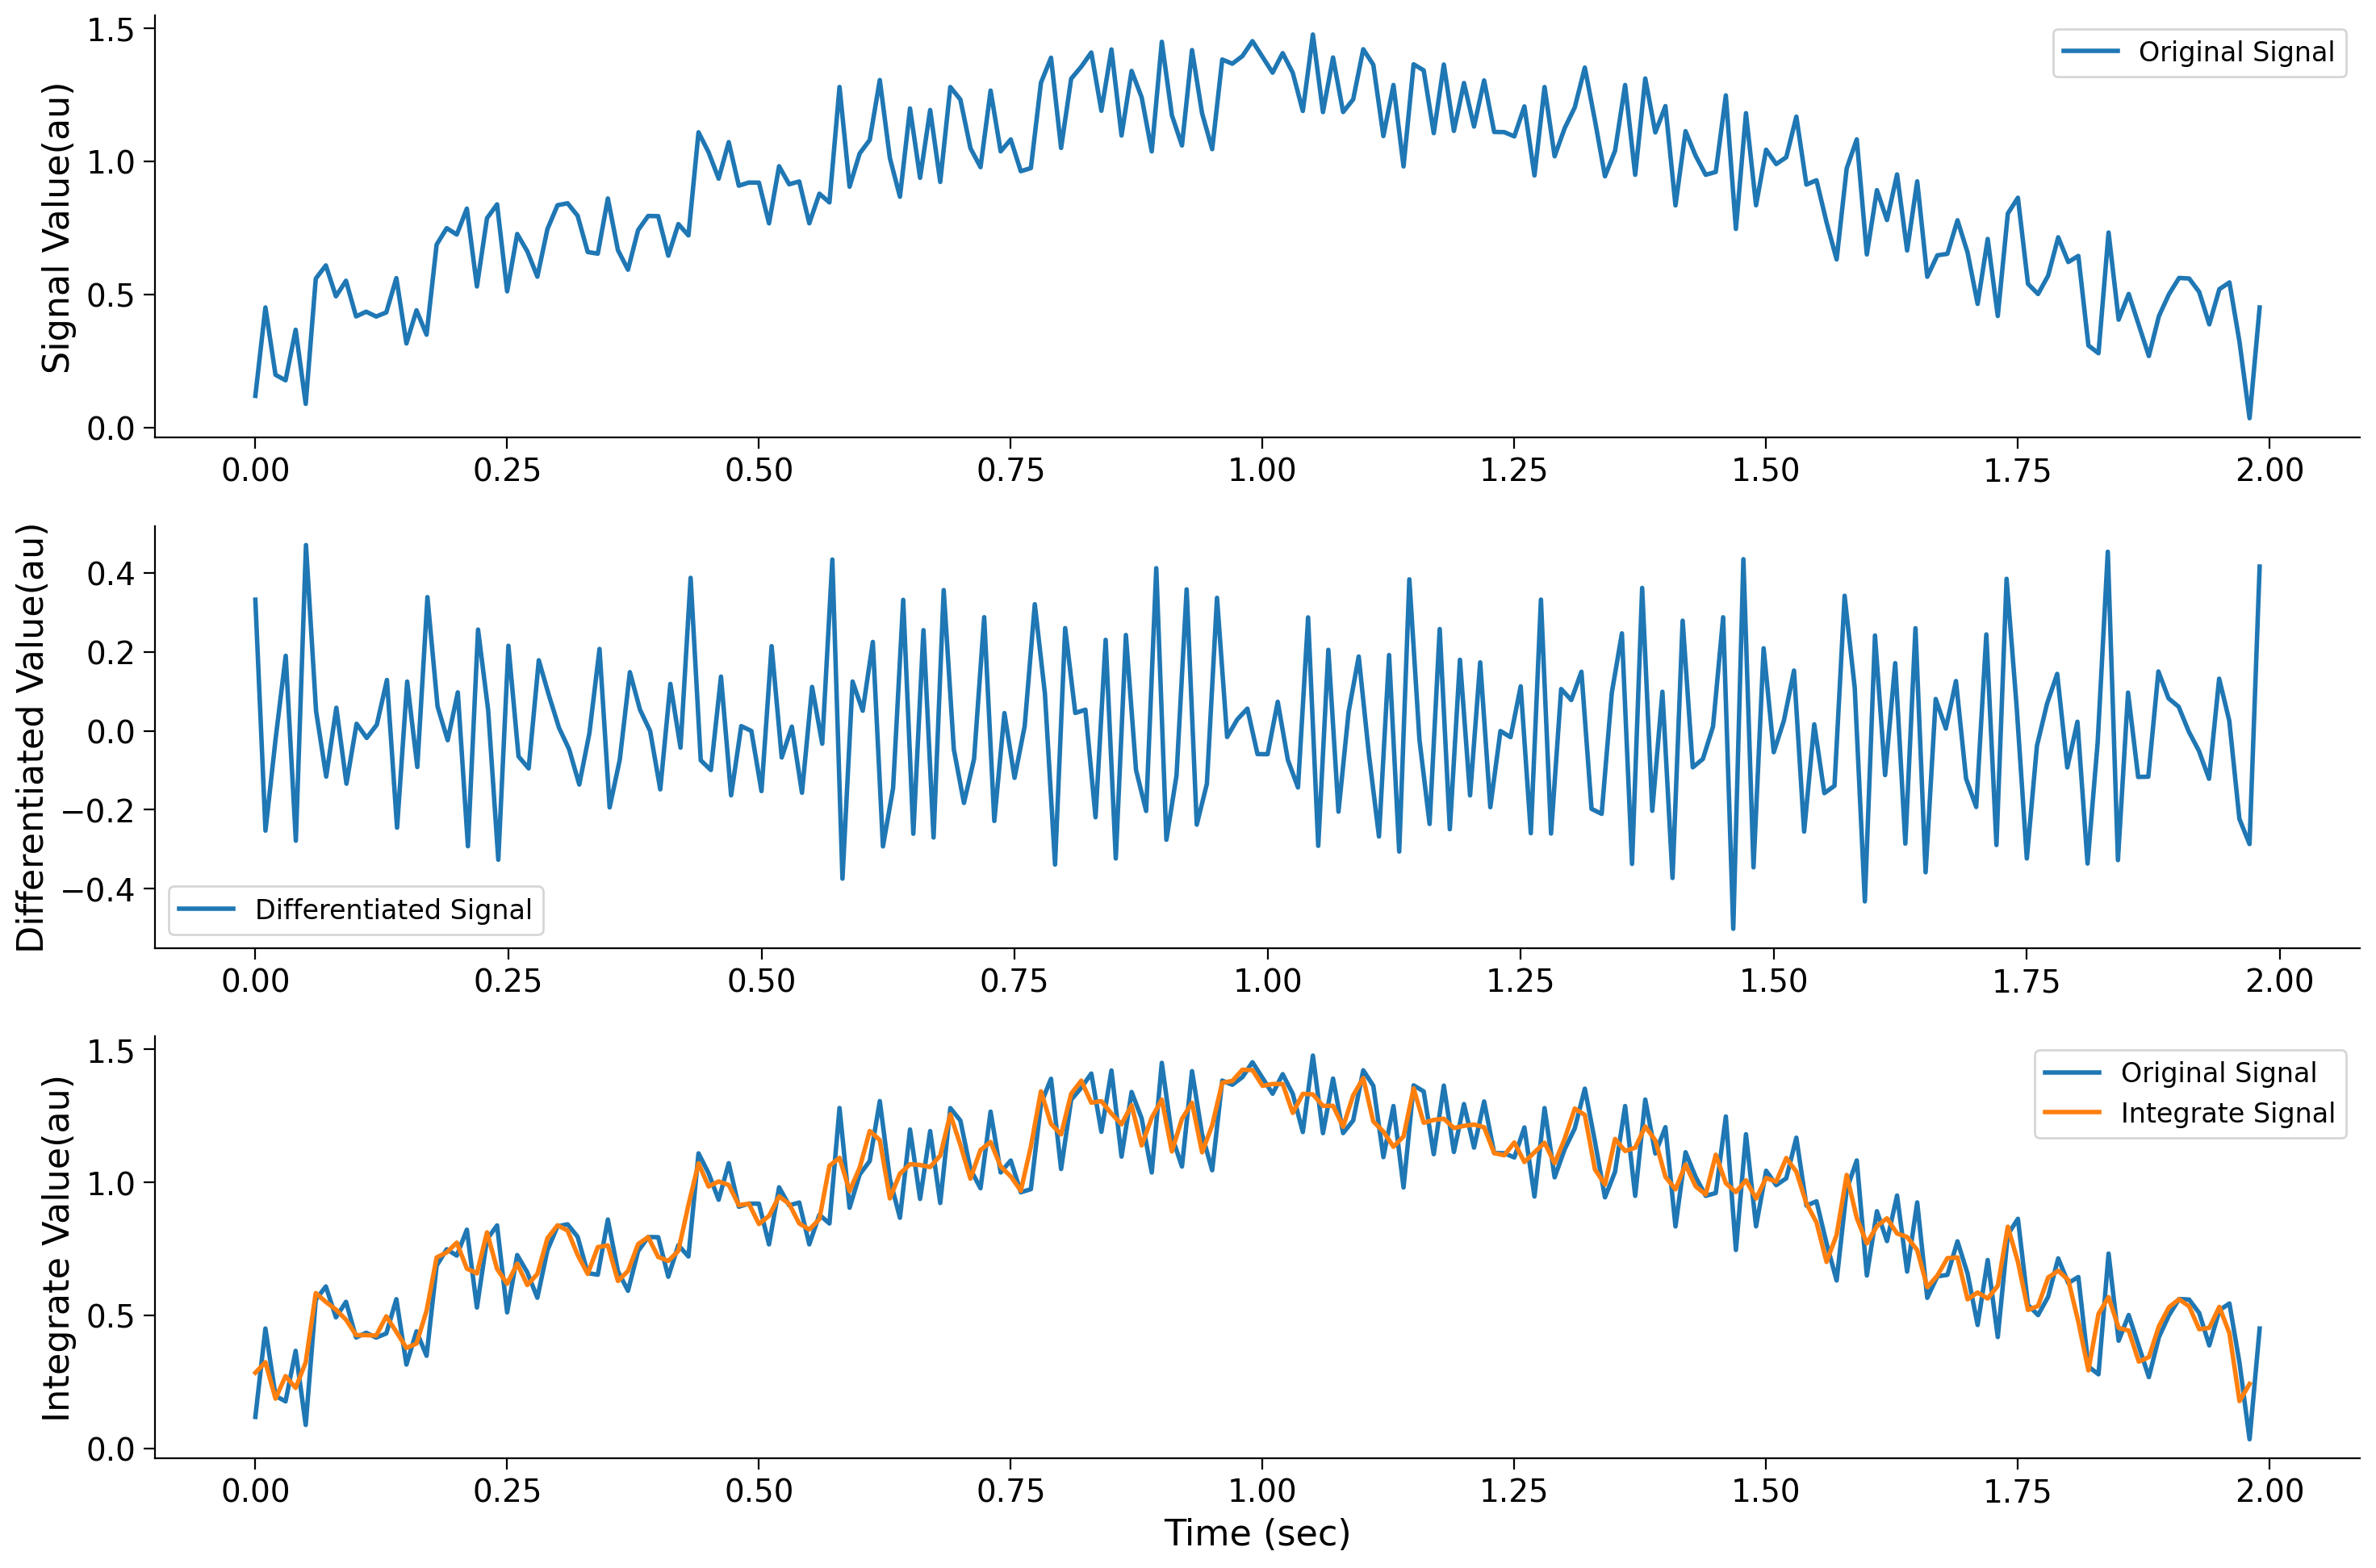 Signal Value(au)
1.5
1.0
0.5
0.0
Original Signal
0.00 0.25 0.50 0.75 1.00 1.25 1.50 1.75 2.00
Differentiated Value(au)
0.4
0.2
0.0
−0.2
−0.4
Differentiated Signal
0.00 0.25 0.50 0.75 1.00 1.25 1.50 1.75 2.00
Integrate Value(au)
1.5
1.0
0.5
0.0
Original Signal
Integrate Signal
0.00 0.25 0.50 0.75 1.00 1.25 1.50 1.75 2.00
Time (sec)